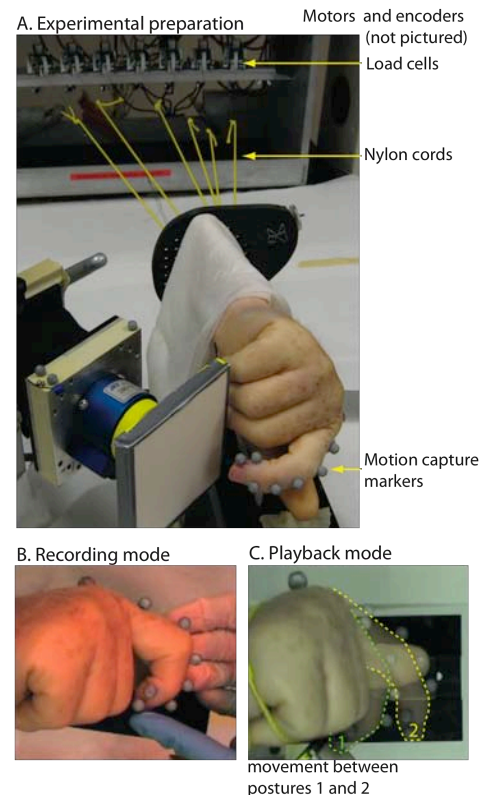 A. Experimental preparation
Motors and encoders
(not pictured)
Load cells
Nylon cords
Motion capture
markers
B. Recording mode
C. Playback mode
1
2
movement between
postures 1 and 2